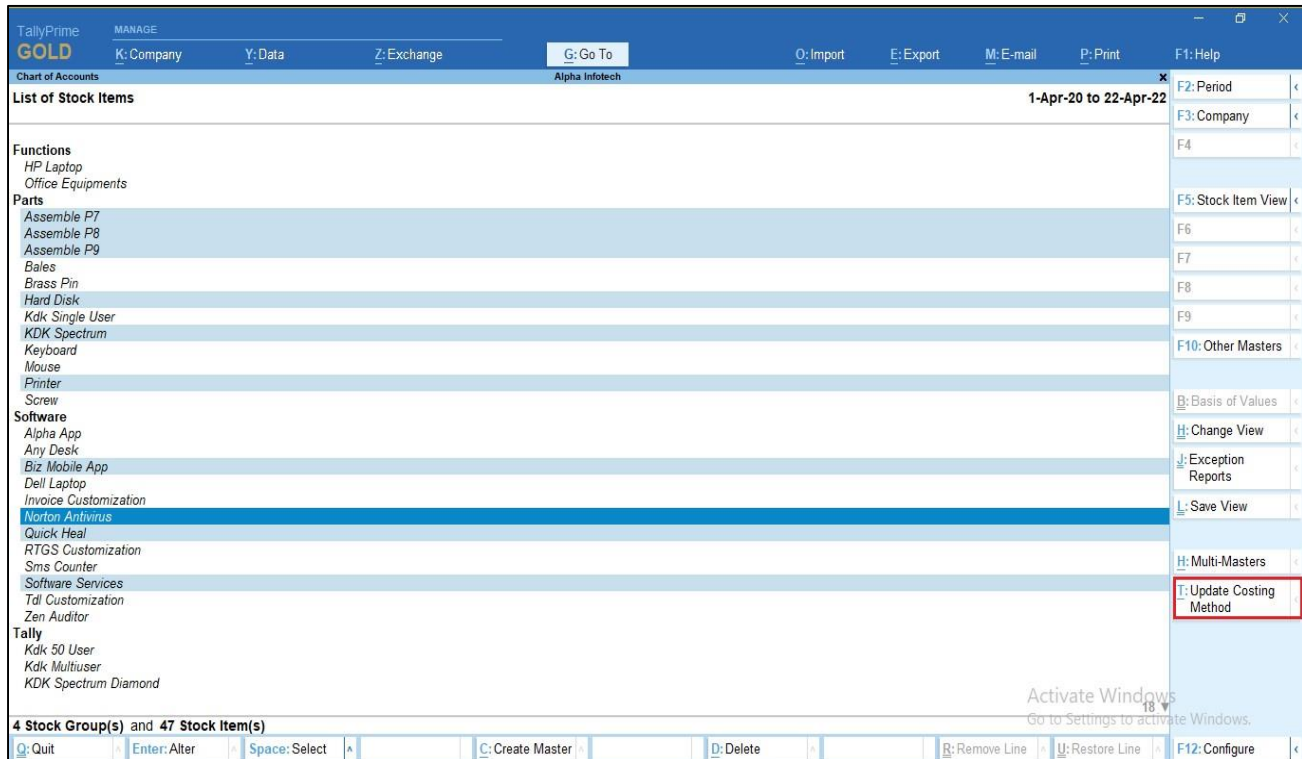 TallyPrime
GOLD
MANAGE
K: Company
Y: Data
Z: Exchange
G: Go To
O: Import
E: Export
M: E-mail
P: Print
F1: Help
Chart of Accounts
Alpha Infotech
List of Stock Items
1-Apr-20 to 22-Apr-22
Functions
HP Laptop
Office Equipments
Parts
Assemble P7
Assemble P8
Assemble P9
Bales
Brass Pin
Hard Disk
Kdk Single User
KDK Spectrum
Keyboard
Mouse
Printer
Screw
Software
Alpha App
Any Desk
Biz Mobile App
Dell Laptop
Invoice Customization
Norton Antivirus
Quick Heal
RTGS Customization
Sms Counter
Software Services
Tdl Customization
Zen Auditor
Tally
Kdk 50 User
Kdk Multiuser
KDK Spectrum Diamond
18
4 Stock Group(s) and 47 Stock Item(s)
F2: Period
F3: Company
F4
F5: Stock Item View
F6
F7
F8
F9
F10: Other Masters
B: Basis of Values
H: Change View
J: Exception
Reports
L: Save View
H: Multi-Masters
T: Update Costing
Method
Activate Windows
Go to Settings to activate Windows.
Q: Quit
Enter: Alter
Space: Select
C: Create Master
D: Delete
R: Remove Line
U: Restore Line
F12: Configure